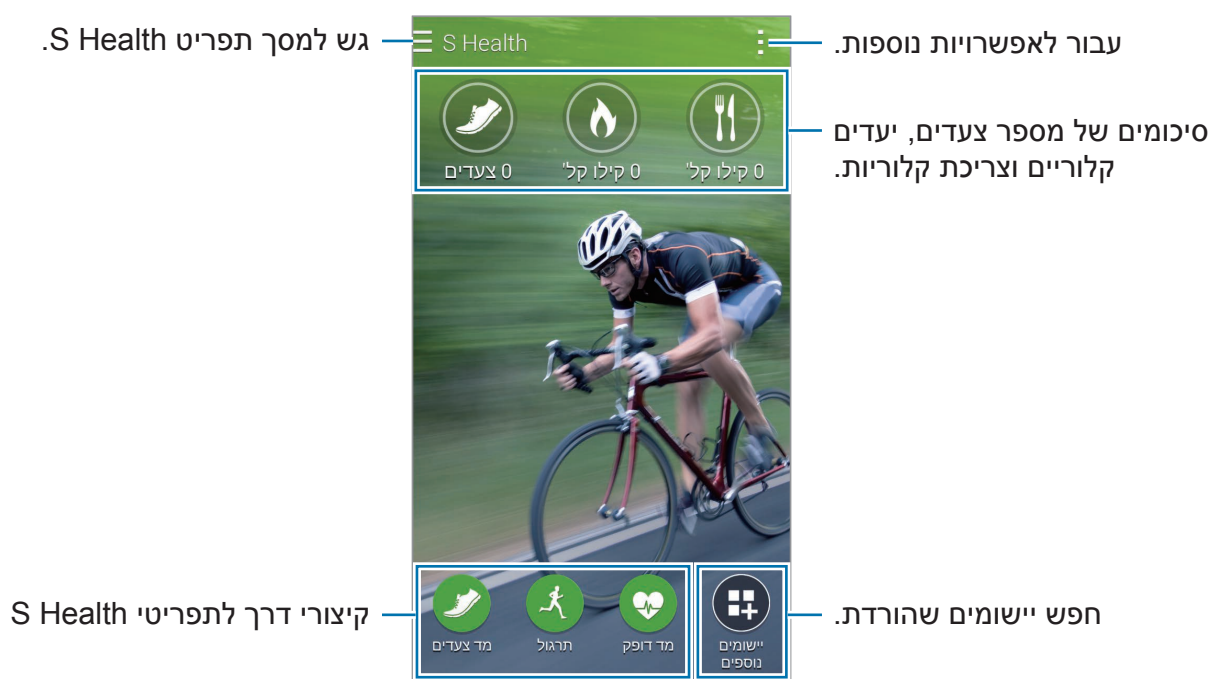 גש למסך תפריט S Health.
S Health
עבור לאפשרויות נוספות.
0 צעדים
0 קילו קל'
0 קילו קל'
סיכומים של מספר צעדים, יעדים
קלוריים וצריכת קלוריות.
קיצורי דרך לתפריטי S Health
מד צעדים
תרגול
מד דופק
יישומים
נוספים
חפש יישומים שהורדת.